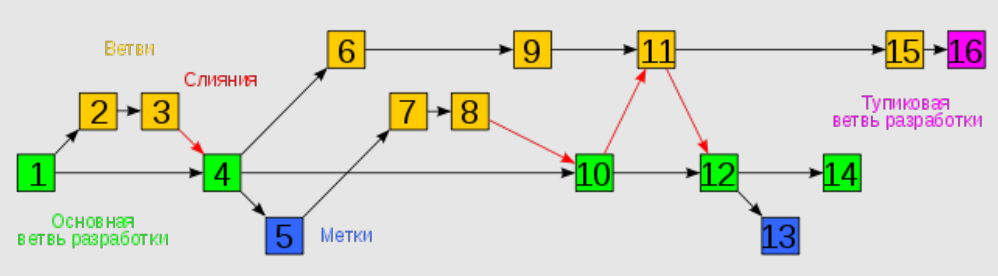 Ветви
6
9
11
15
16
Слияния
2
3
7
8
Тупиковая
ветвь разработки
1
4
10
12
14
Основная
ветвь разработки
5
Метки
13